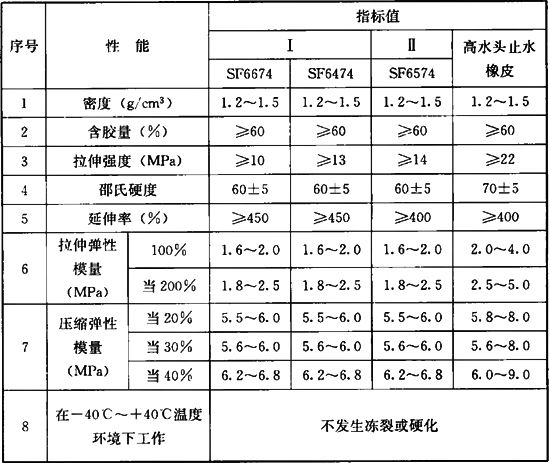 序号 性能 指标值
Ⅰ Ⅱ 高水头止水橡皮
SF6674 SF6474 SF6574
1 密度（g/cm³） 1.2～1.5 1.2～1.5 1.2～1.5 1.2～1.5
2 含胶量（%） ≥60 ≥60 ≥60 ≥60
3 拉伸强度（MPa） ≥10 ≥13 ≥14 ≥22
4 邵氏硬度 60±5 60±5 60±5 70±5
5 延伸率（%） ≥450 ≥450 ≥400 ≥400
6 拉伸弹性模量（MPa） 100% 1.6～2.0 1.6～2.0 1.6～2.0 2.0～4.0
当200% 1.8～2.5 1.8～2.5 1.8～2.5 2.5～5.0
7 压缩弹性模量（MPa） 当20% 5.5～6.0 5.5～6.0 5.5～6.0 5.8～8.0
当30% 5.6～6.0 5.6～6.0 5.6～6.0 5.6～8.0
当40% 6.2～6.8 6.2～6.8 6.2～6.8 6.0～9.0
8 在－40℃～＋40℃温度环境下工作 不发生冻裂或硬化